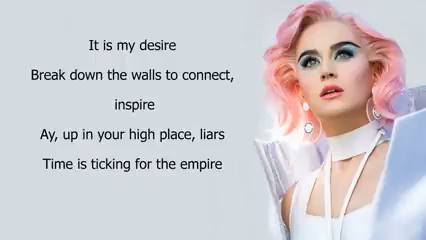 It is my desire
Break down the walls to connect,
inspire
Ay, up in your high place, liars
Time is ticking for the empire